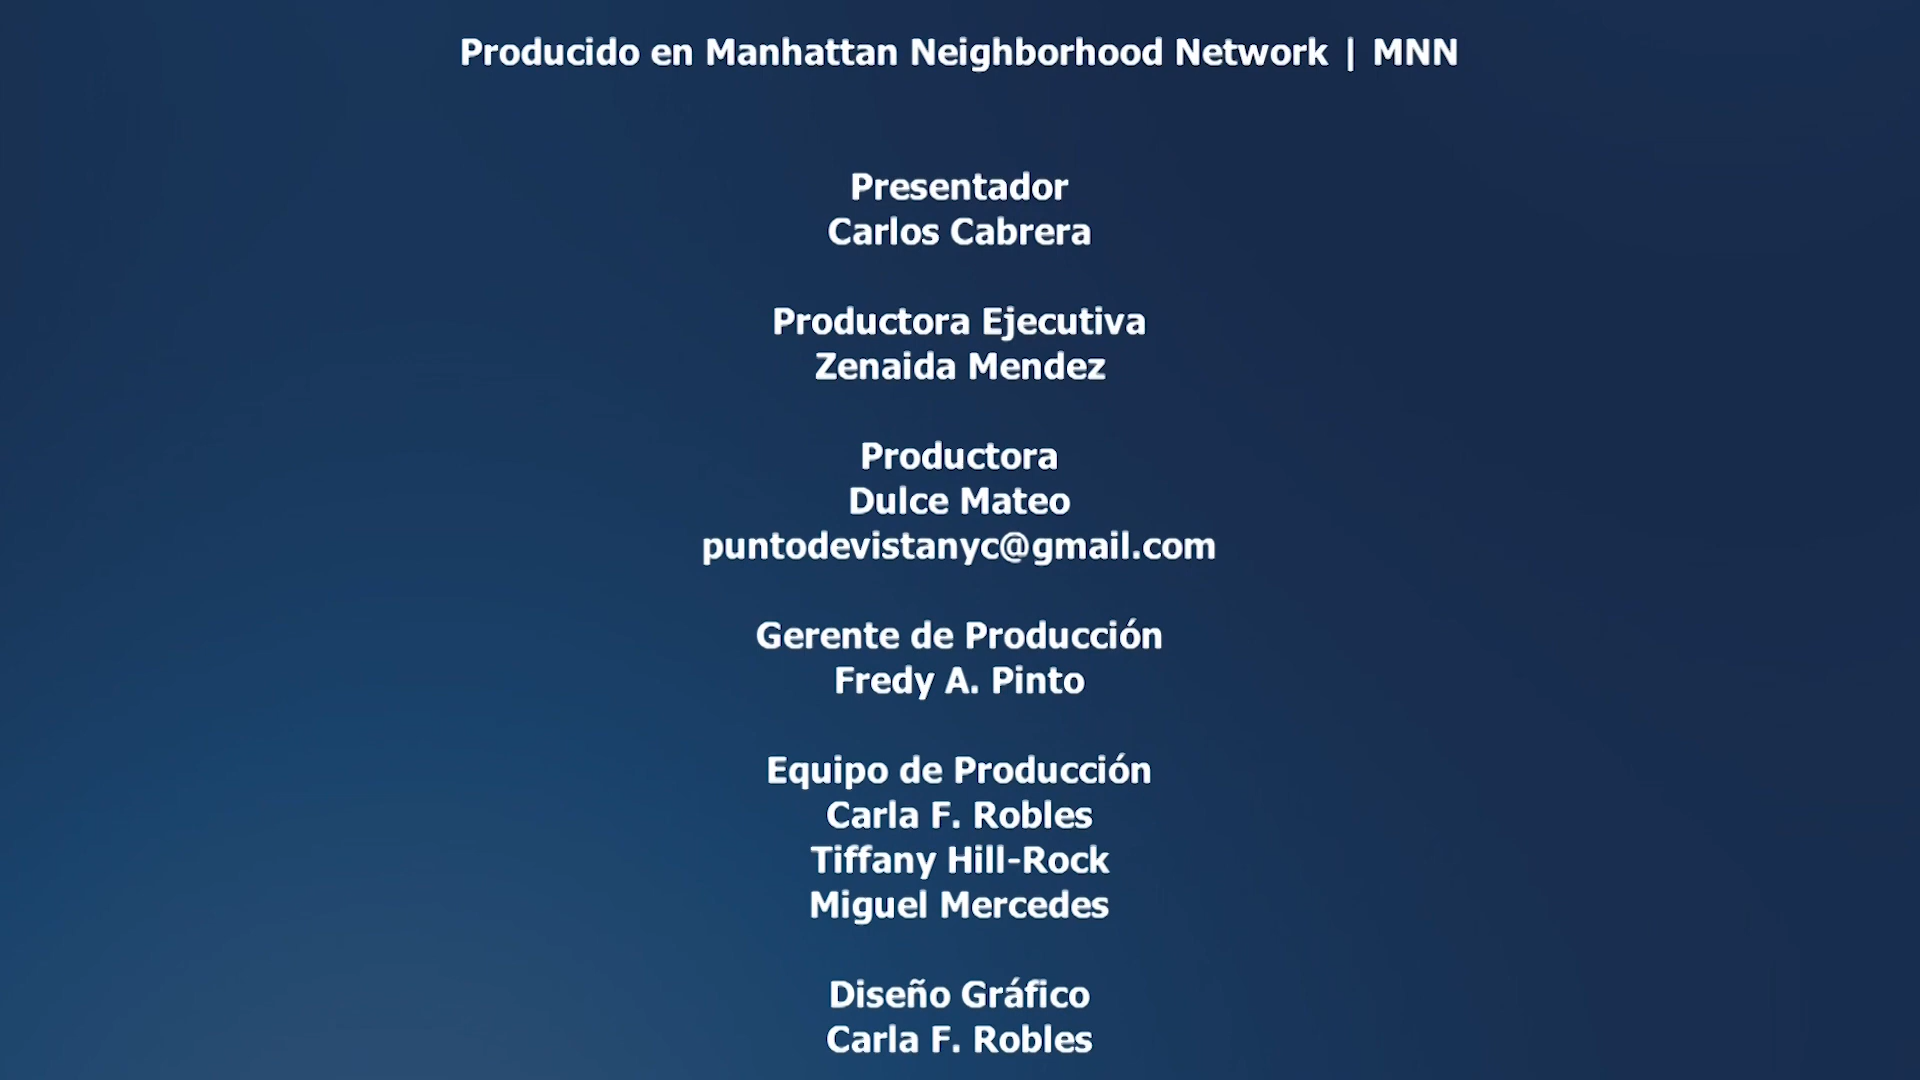 Producido en Manhattan Neighborhood Network | MNN
Presentador
Carlos Cabrera
Productora Ejecutiva
Zenaida Mendez
Productora
Dulce Mateo
puntodevistanyc@gmail.com
Gerente de Producción
Fredy A. Pinto
Equipo de Producción
Carla F. Robles
Tiffany Hill-Rock
Miguel Mercedes
Diseño Gráfico
Carla F. Robles